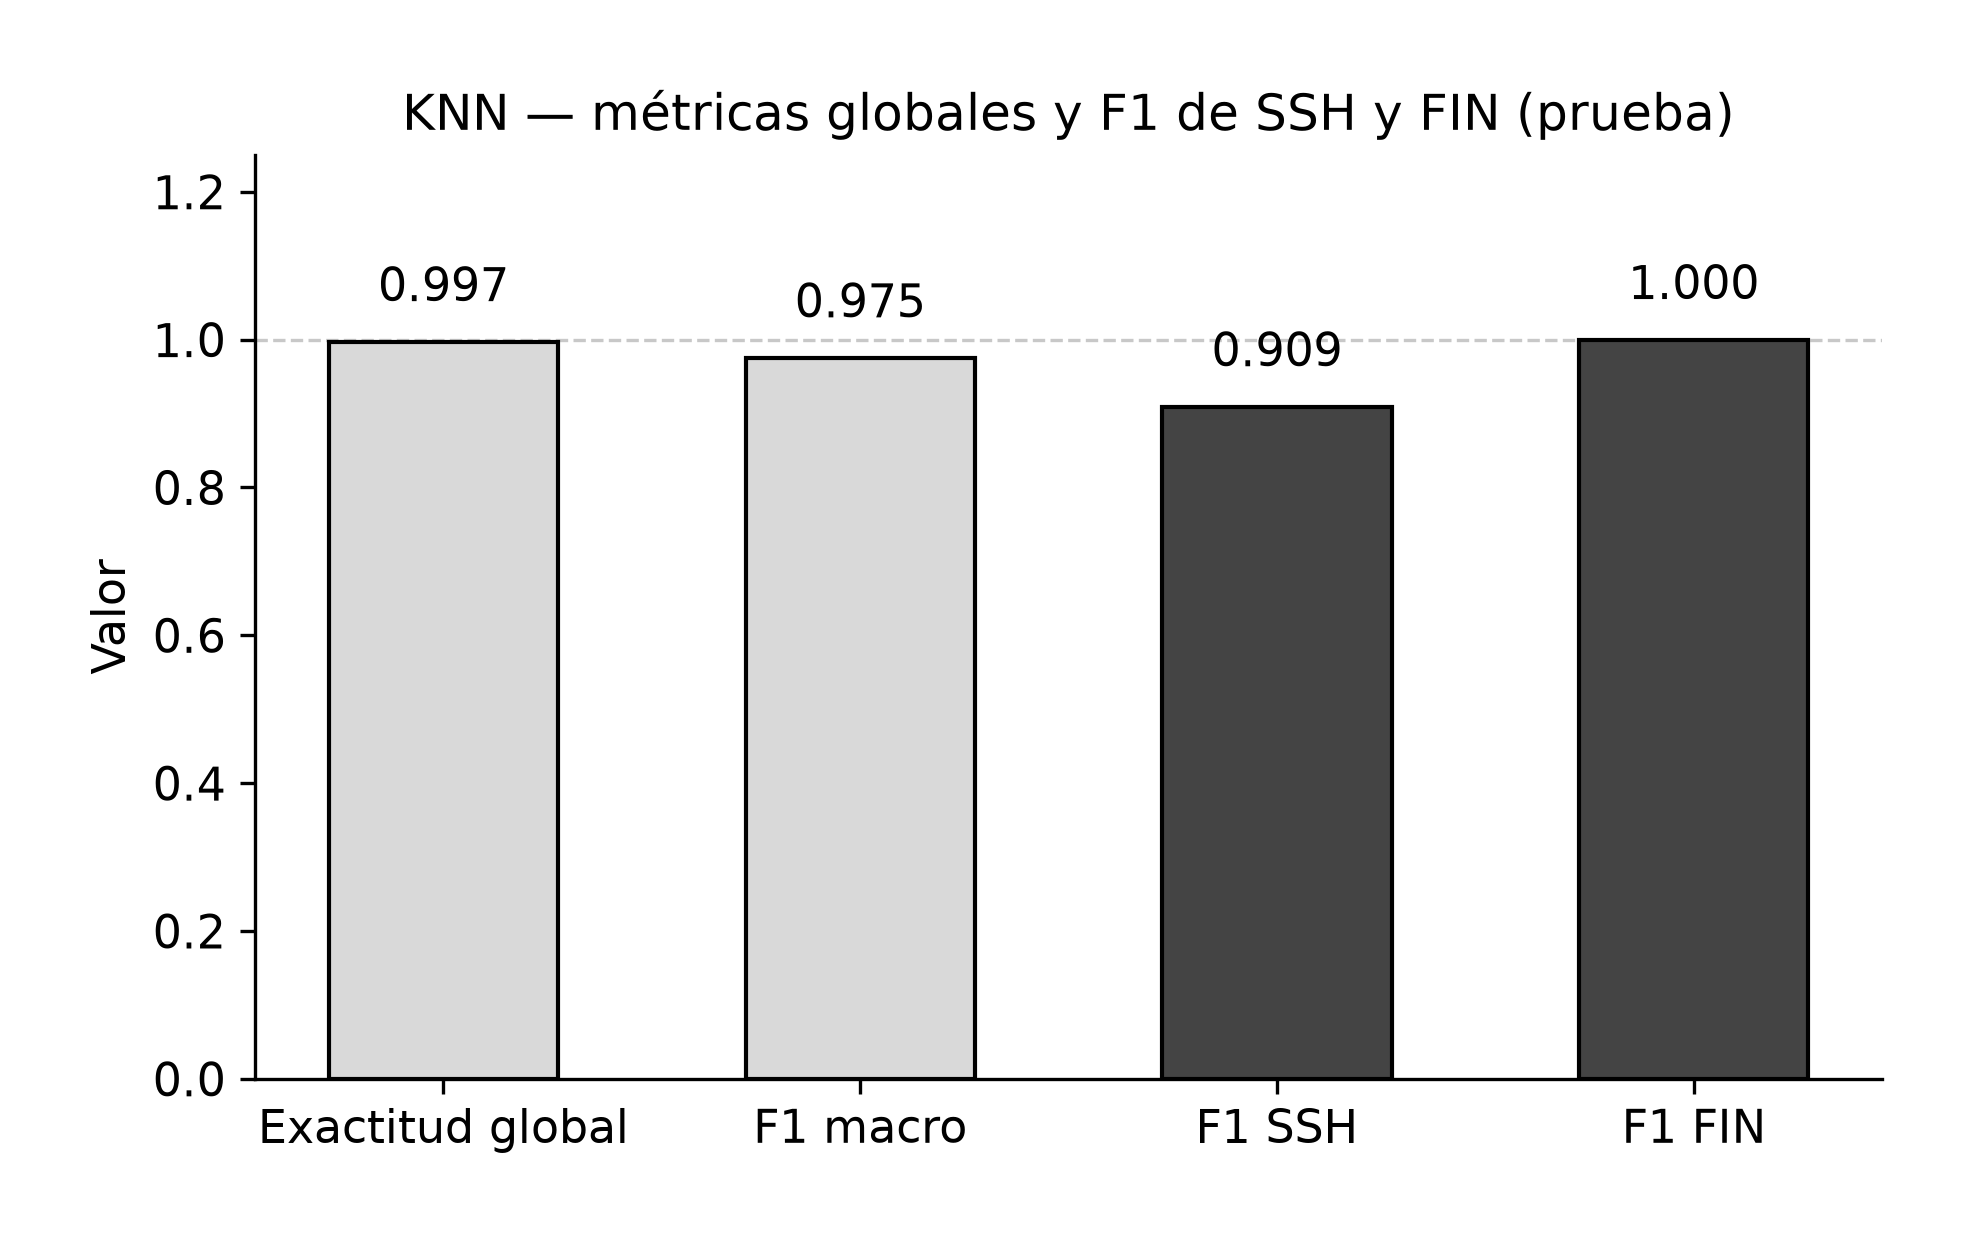 KNN — métricas globales y F1 de SSH y FIN (prueba)
1.2
1.0
0.8
0.6
0.4
0.2
0.0
Valor
0.997
0.975
0.909
1.000
Exactitud global
F1 macro
F1 SSH
F1 FIN